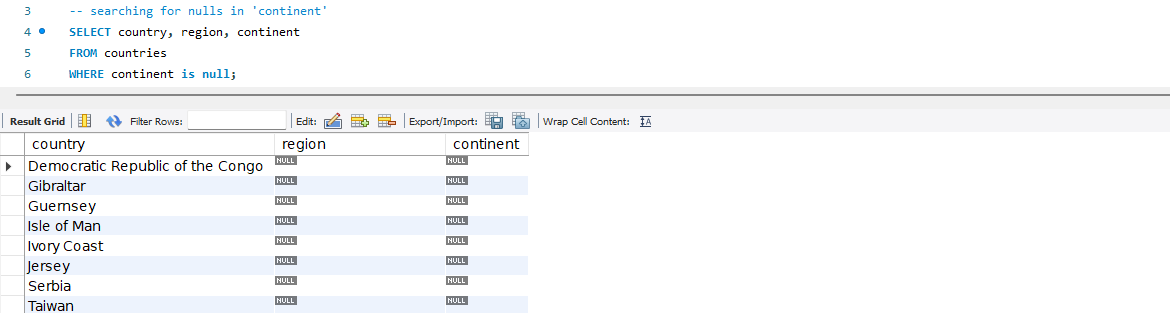 3 -- searching for nulls in 'continent'
4 SELECT country, region, continent
5 FROM countries
6 WHERE continent is null;
Result Grid Filter Rows: Edit: Export/Import: Wrap Cell Content: IA
country region continent
Democratic Republic of the Congo NULL NULL
Gibraltar NULL NULL
Guernsey NULL NULL
Isle of Man NULL NULL
Ivory Coast NULL NULL
Jersey NULL NULL
Serbia NULL NULL
Taiwan NULL NULL